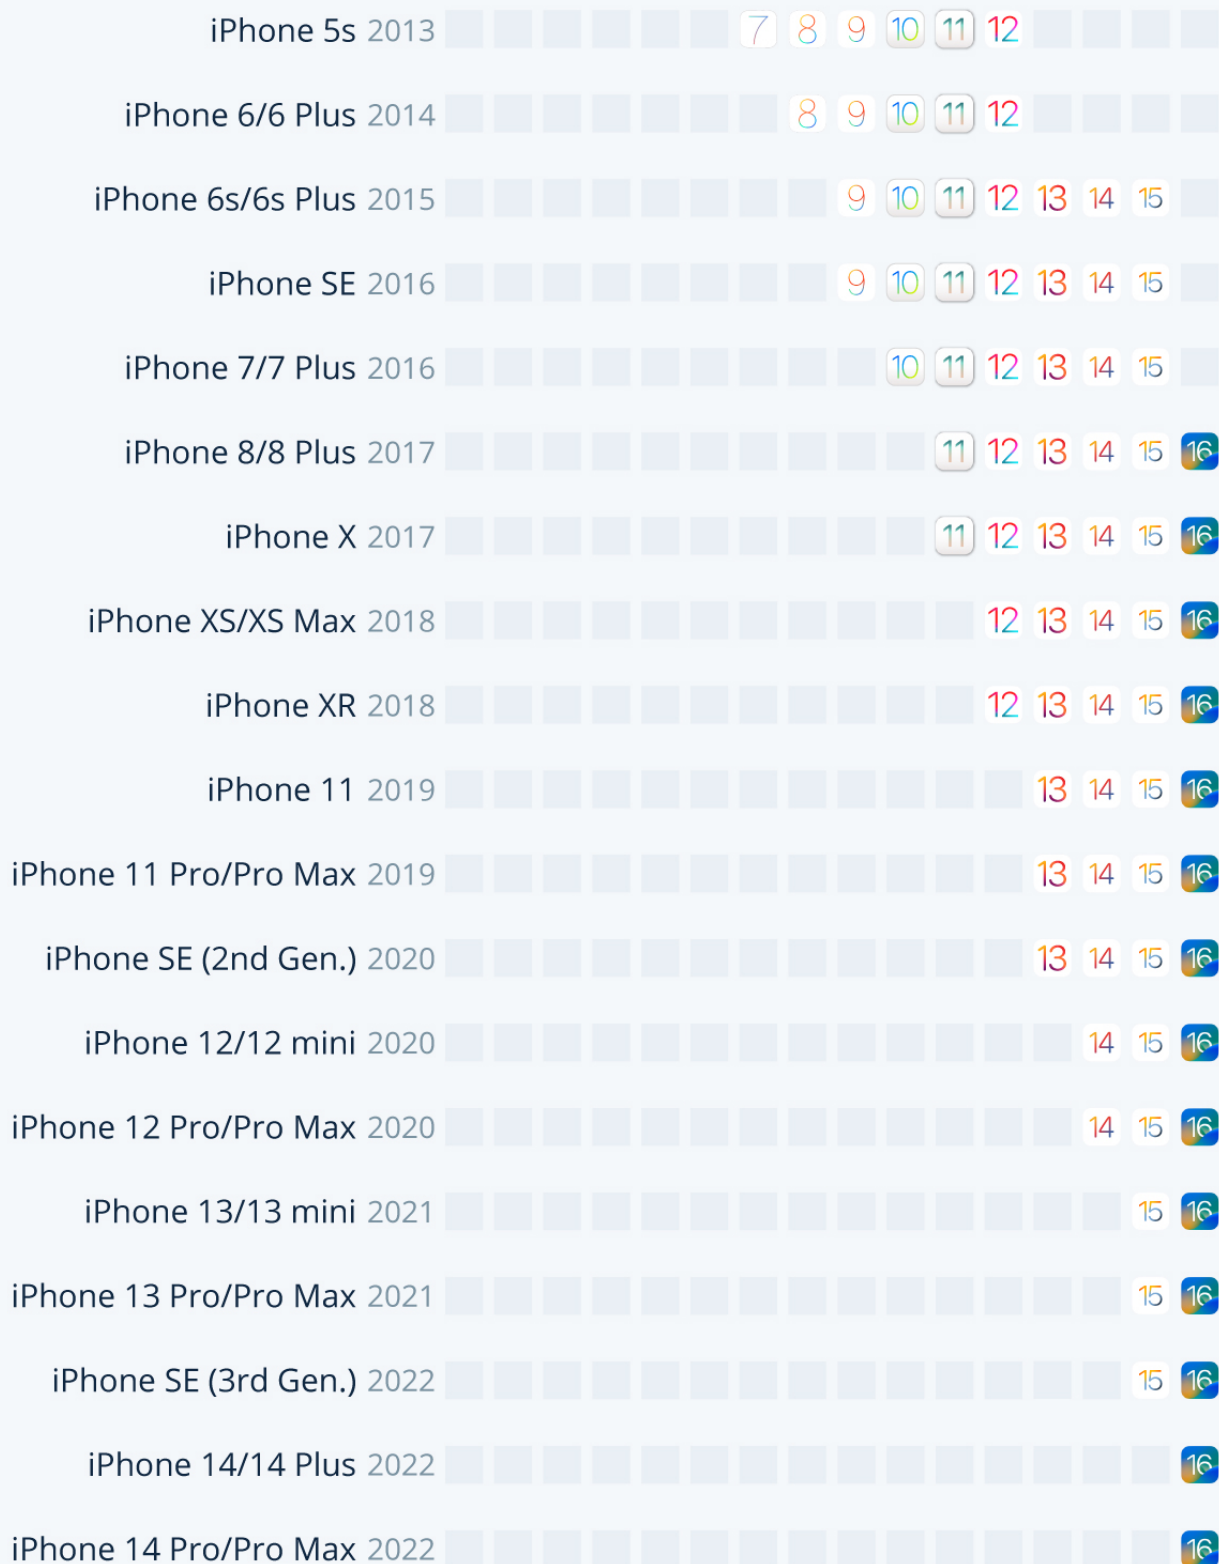 iPhone 5s 2013 7 8 9 10 11 12
iPhone 6/6 Plus 2014 8 9 10 11 12
iPhone 6s/6s Plus 2015 9 10 11 12 13 14 15
iPhone SE 2016 9 10 11 12 13 14 15
iPhone 7/7 Plus 2016 10 11 12 13 14 15
iPhone 8/8 Plus 2017 11 12 13 14 15 16
iPhone X 2017 11 12 13 14 15 16
iPhone XS/XS Max 2018 12 13 14 15 16
iPhone XR 2018 12 13 14 15 16
iPhone 11 2019 13 14 15 16
iPhone 11 Pro/Pro Max 2019 13 14 15 16
iPhone SE (2nd Gen.) 2020 13 14 15 16
iPhone 12/12 mini 2020 14 15 16
iPhone 12 Pro/Pro Max 2020 14 15 16
iPhone 13/13 mini 2021 15 16
iPhone 13 Pro/Pro Max 2021 15 16
iPhone SE (3rd Gen.) 2022 15 16
iPhone 14/14 Plus 2022 16
iPhone 14 Pro/Pro Max 2022 16